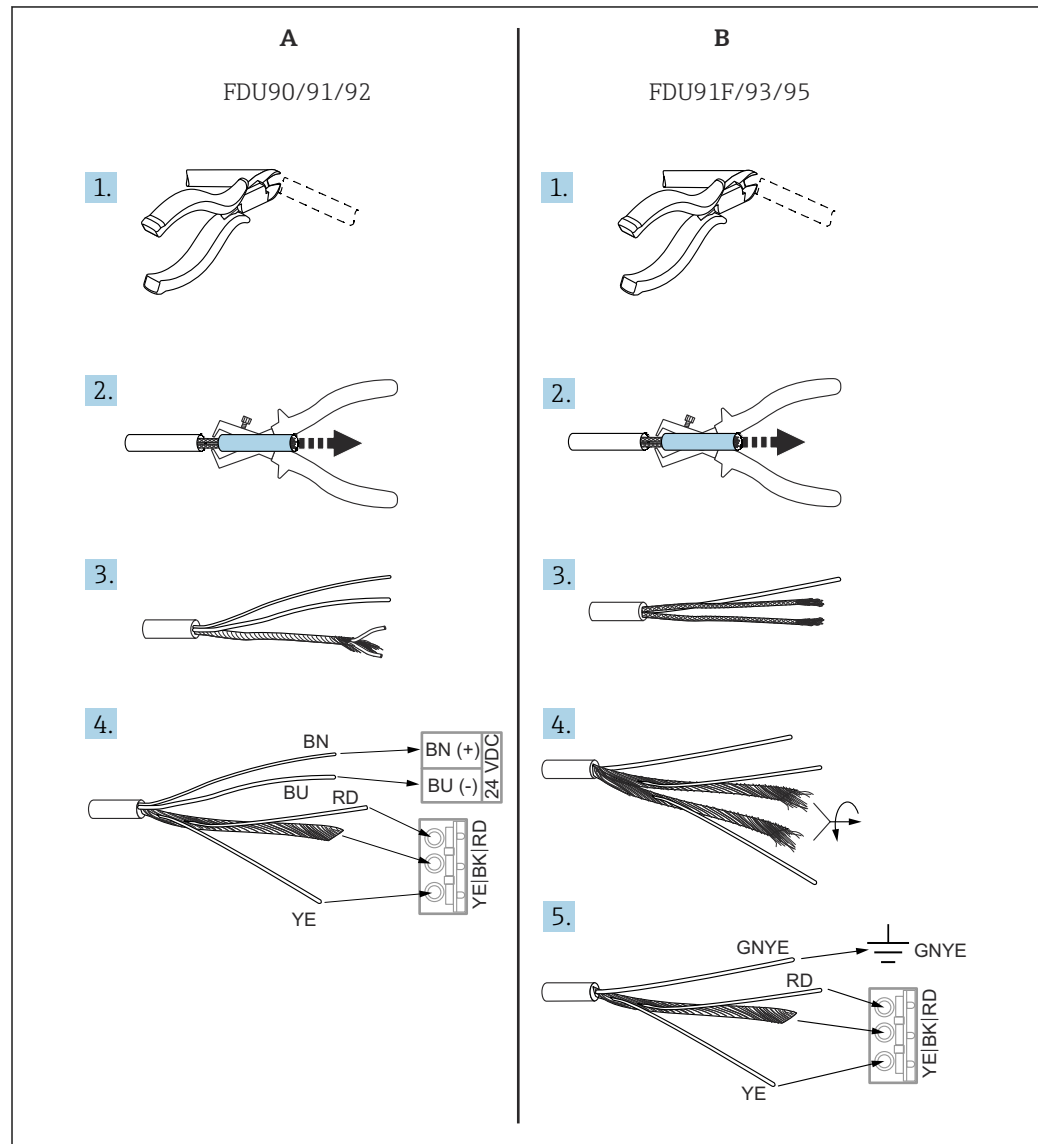 A
FDU90/91/92
1.
2.
3.
4.
BN
BU
RD
YE
BN (+)
BU (-)
24 VDC
YE|BK|RD
B
FDU91F/93/95
1.
2.
3.
4.
5.
GNYE
GNYE
RD
YE
YE|BK|RD